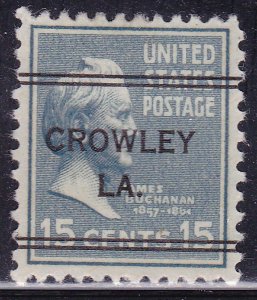 UNITED
STATES
POSTAGE
CROWLEY
LA.
JAMES
BUCHANAN
1857-1861
15 CENTS 15